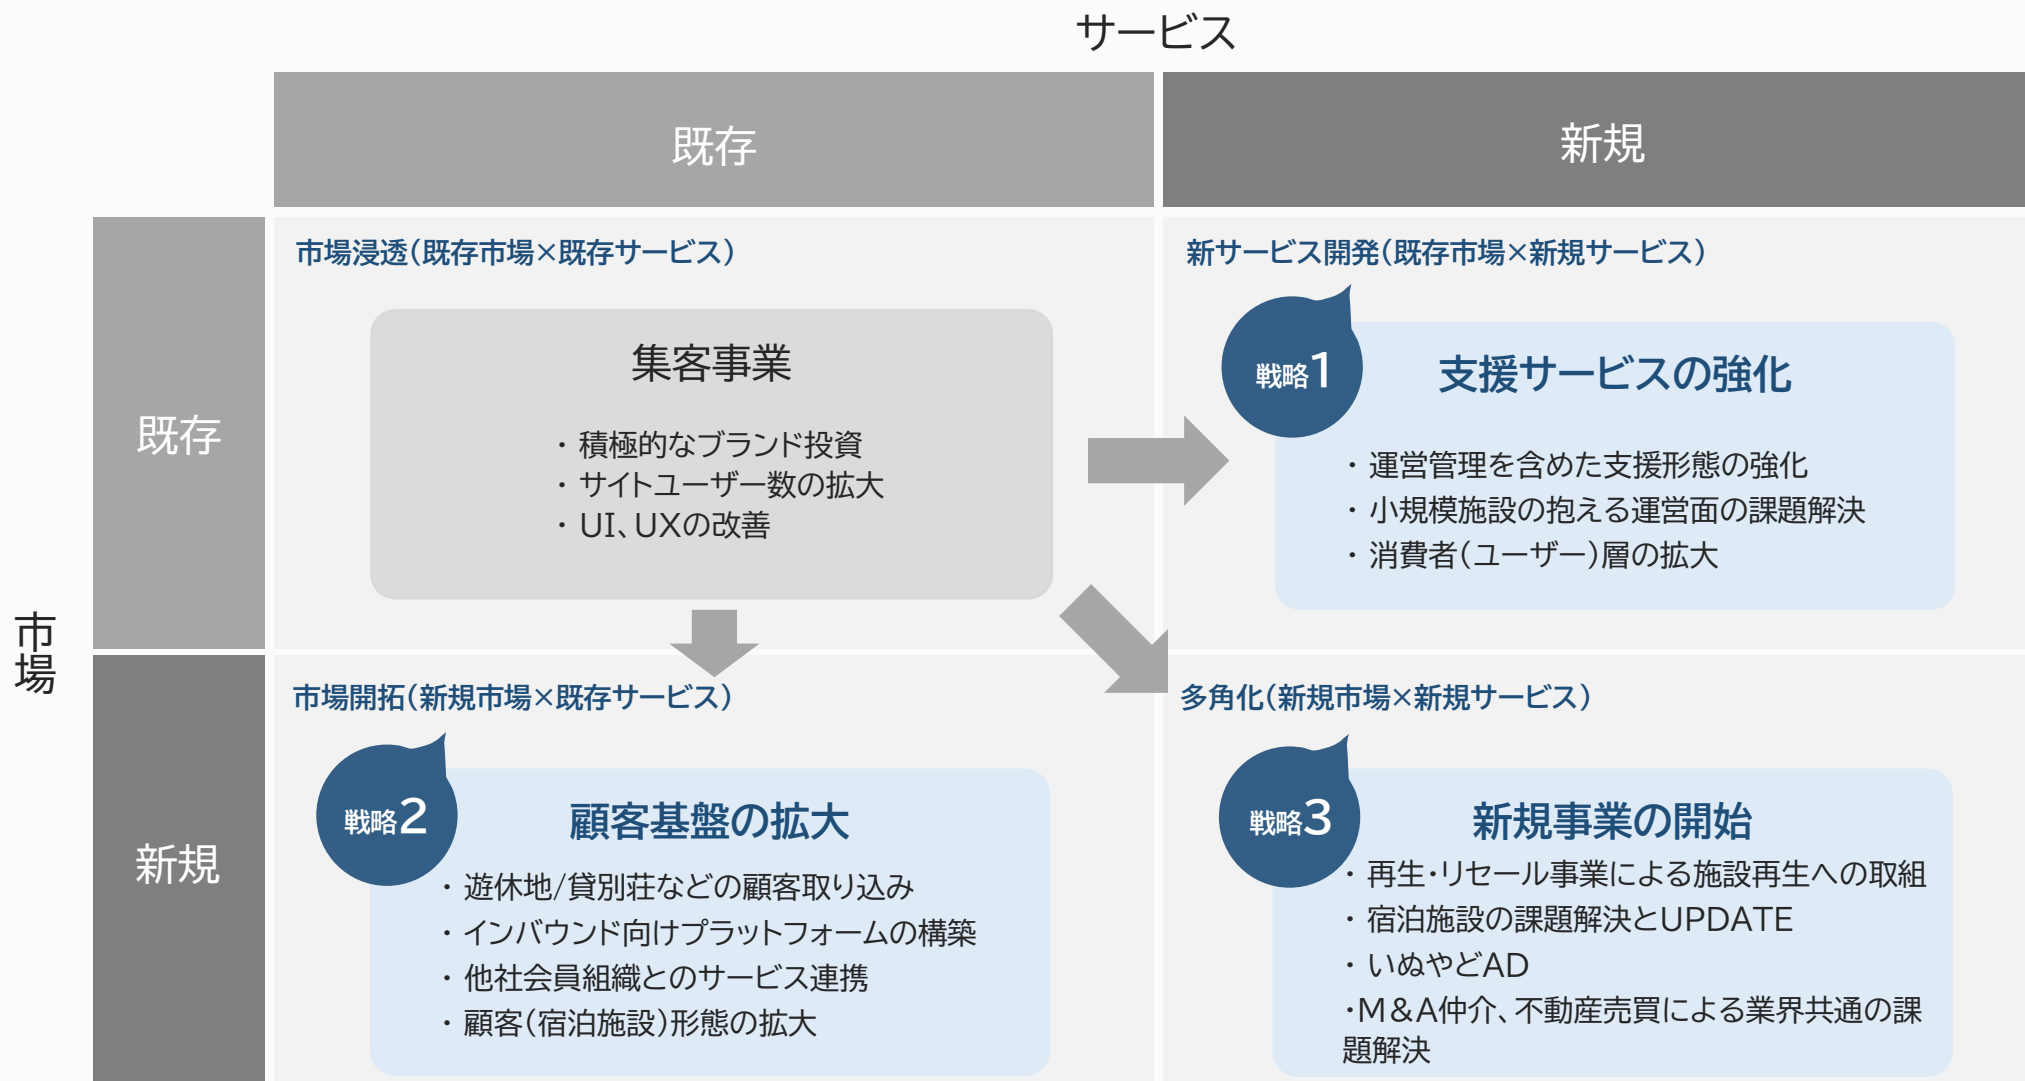 サービス
既存
新規
市場
既存
市場浸透(既存市場×既存サービス)
集客事業
・ 積極的なブランド投資
・ サイトユーザー数の拡大
・ UI、UXの改善
新サービス開発(既存市場×新規サービス)
戦略1
支援サービスの強化
・ 運営管理を含めた支援形態の強化
・ 小規模施設の抱える運営面の課題解決
・ 消費者(ユーザー)層の拡大
新規
市場開拓(新規市場×既存サービス)
戦略2
顧客基盤の拡大
・ 遊休地/貸別荘などの顧客取り込み
・ インバウンド向けプラットフォームの構築
・ 他社会員組織とのサービス連携
・ 顧客(宿泊施設)形態の拡大
多角化(新規市場×新規サービス)
戦略3
新規事業の開始
・ 再生・リセール事業による施設再生への取組
・ 宿泊施設の課題解決とUPDATE
・ いぬやどAD
・M&A仲介、不動産売買による業界共通の課
題解決